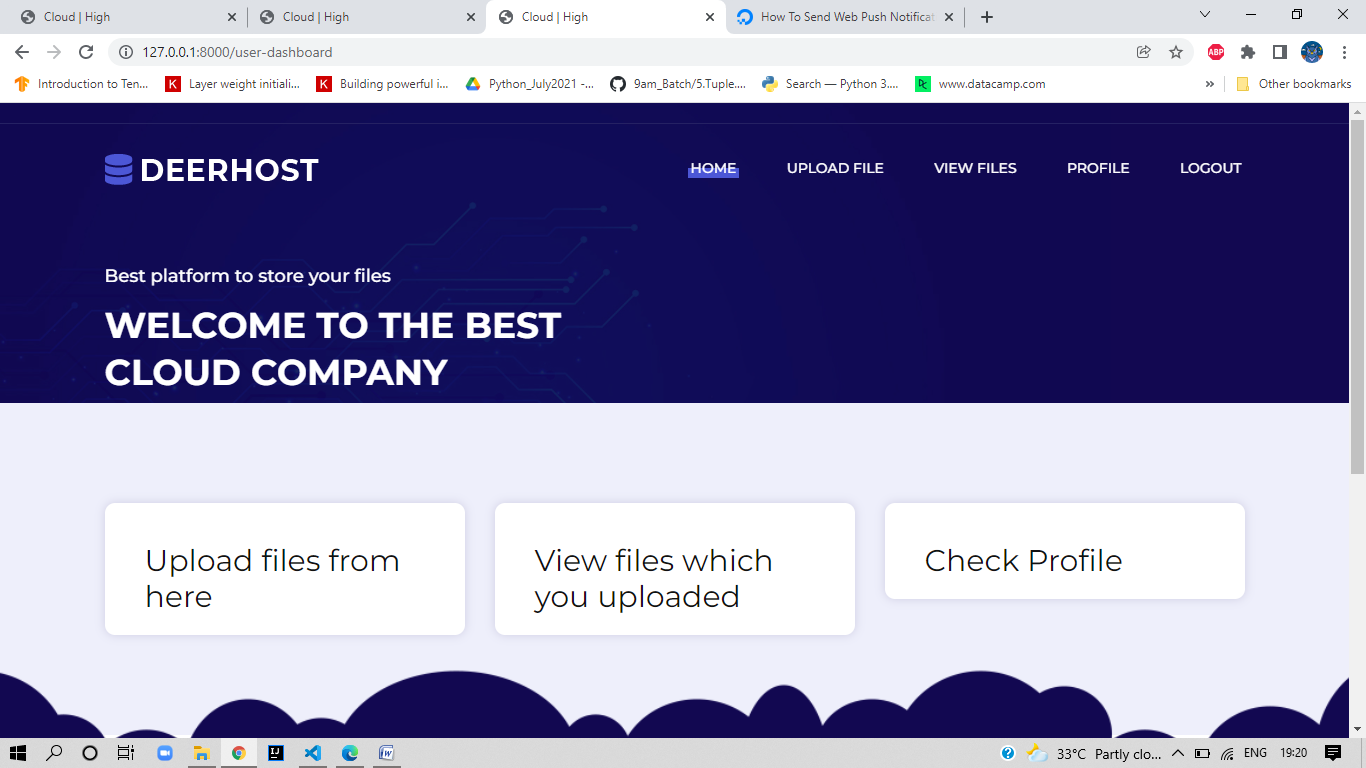 Cloud | High
Cloud | High
Cloud | High
How To Send Web Push Notificat
127.0.0.1:8000/user-dashboard
ABP
Introduction to Ten...
K
Layer weight initiali...
K
Building powerful i...
Python_July2021 -...
9am_Batch/5.Tuple....
Search — Python 3....
DC
www.datacamp.com
»
Other bookmarks
DEERHOST
HOME
UPLOAD FILE
VIEW FILES
PROFILE
LOGOUT
Best platform to store your files
WELCOME TO THE BEST
CLOUD COMPANY
Upload files from
here
View files which
you uploaded
Check Profile
IJ
W
?
33°C Partly clo...
ENG
19:20